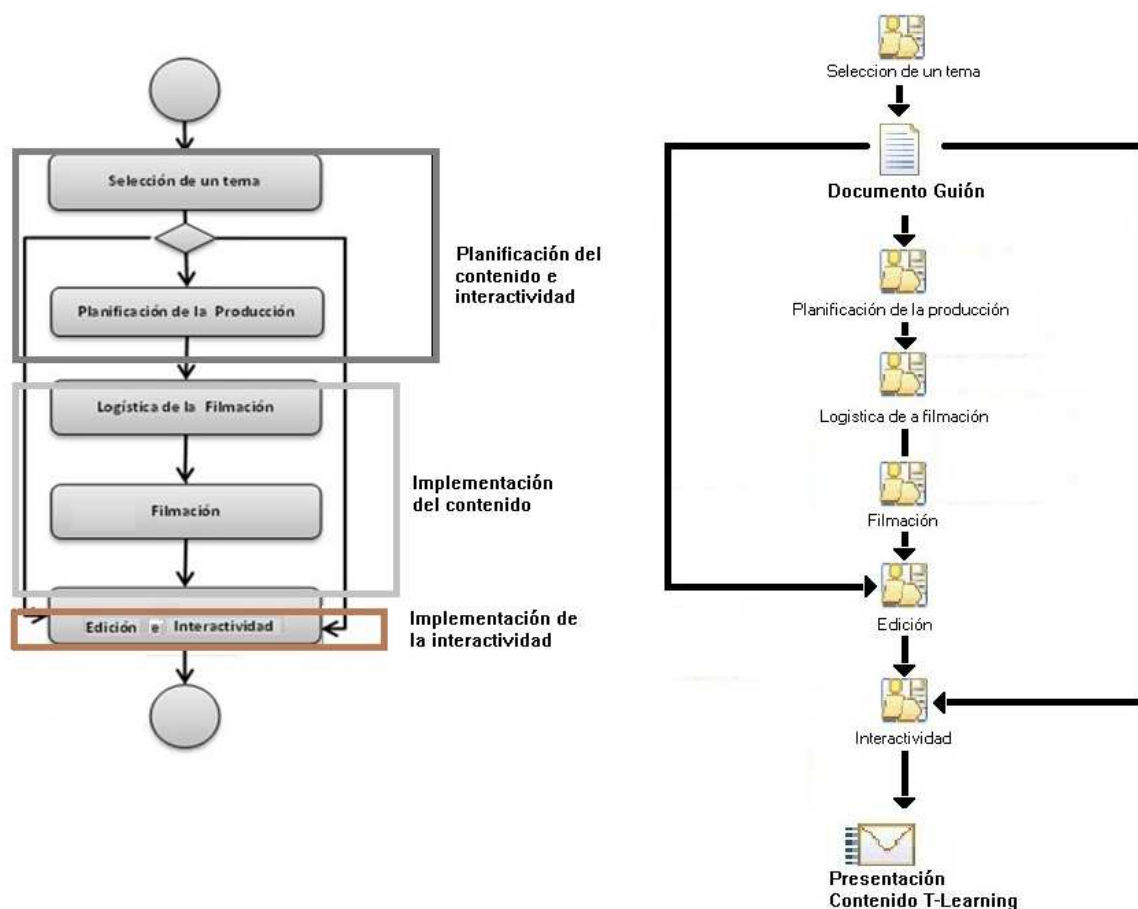 Selección de un tema
Planificación de la Producción
Logística de la Filmación
Filmación
Edición e Interactividad
Planificación del
contenido e
interactividad
Implementación
del contenido
Implementación de
la interactividad
Seleccion de un tema
Documento Guión
Planificación de la producción
Logistica de a filmación
Filmación
Edición
Interactividad
Presentación
Contenido T-Learning